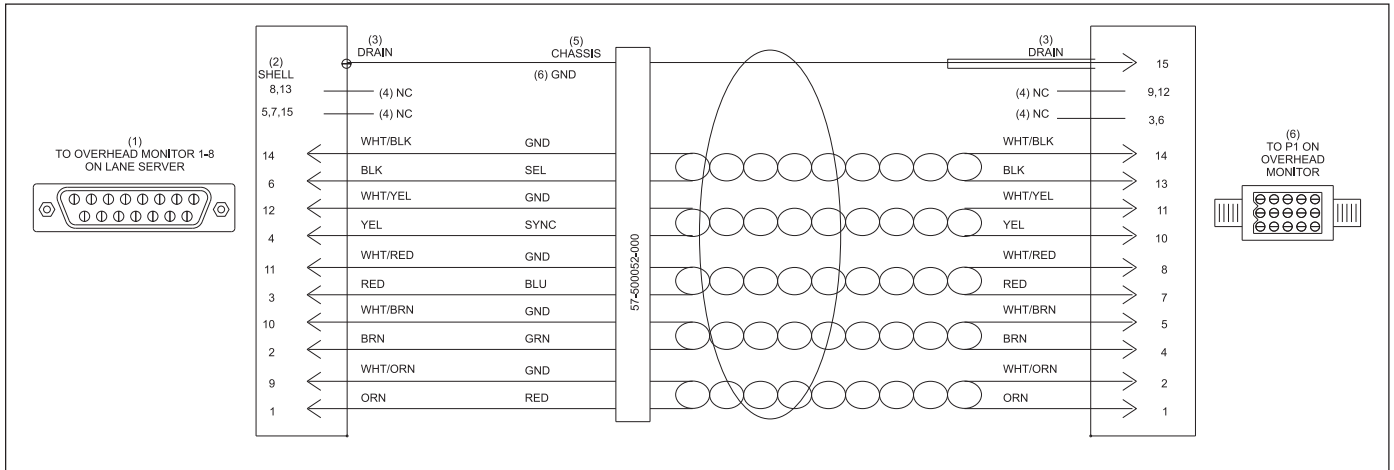 (3)
DRAIN
(5)
CHASSIS
(6) GND
(3)
DRAIN
15
(2)
SHELL
8,13
(4) NC
(4) NC
9,12
5,7,15
(4) NC
(4) NC
3,6
(1)
TO OVERHEAD MONITOR 1-8
ON LANE SERVER
(6)
TO P1 ON
OVERHEAD
MONITOR
57-500052-000
14 WHT/BLK GND WHT/BLK 14
6 BLK SEL BLK 13
12 WHT/YEL GND WHT/YEL 11
4 YEL SYNC YEL 10
11 WHT/RED GND WHT/RED 8
3 RED BLU RED 7
10 WHT/BRN GND WHT/BRN 5
2 BRN GRN BRN 4
9 WHT/ORN GND WHT/ORN 2
1 ORN RED ORN 1